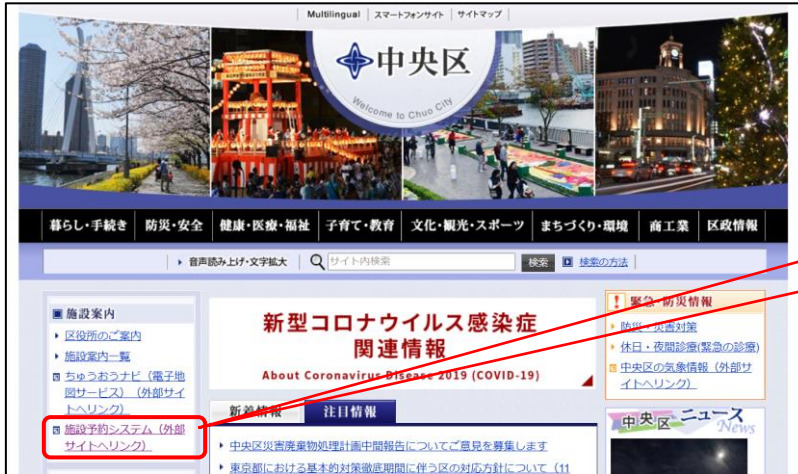 Multilingual | スマートフォンサイト | サイトマップ
中央区
Welcome to Chuo City
暮らし・手続き 防災・安全 健康・医療・福祉 子育て・教育 文化・観光・スポーツ まちづくり・環境 商工業 区政情報
音声読み上げ・文字拡大 サイト内検索 検索 検索の方法
施設案内
区役所のご案内
施設案内一覧
ちゅうおうナビ（電子地
図サービス）（外部サイ
トへリンク）
施設予約システム（外部
サイトへリンク）
新型コロナウイルス感染症
関連情報
About Coronavirus Disease 2019 (COVID-19)
新着情報 注目情報
中央区災害廃棄物処理計画中間報告についてご意見を募集します
東京都における基本的対策徹底期間に伴う区の対応方針について（11
緊急・防災情報
防災・災害対策
休日・夜間診療(緊急の診療)
中央区の気象情報（外部サ
イトへリンク）
中央区ニュース
News